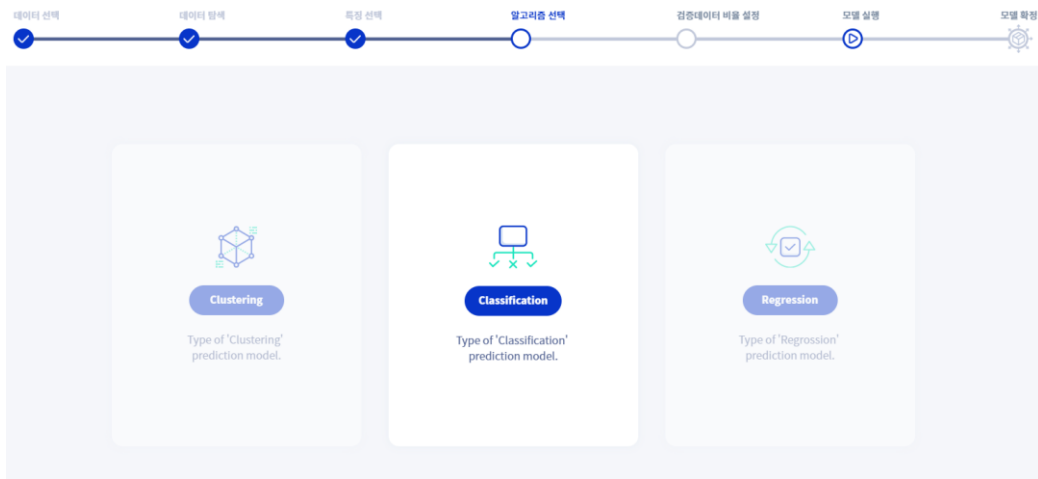 데이터 선택
데이터 탐색
특징 선택
알고리즘 선택
검증데이터 비율 설정
모델 실행
모델 확정
Clustering
Type of 'Clustering'
prediction model.
Classification
Type of 'Classification'
prediction model.
Regression
Type of 'Regrossion'
prediction model.